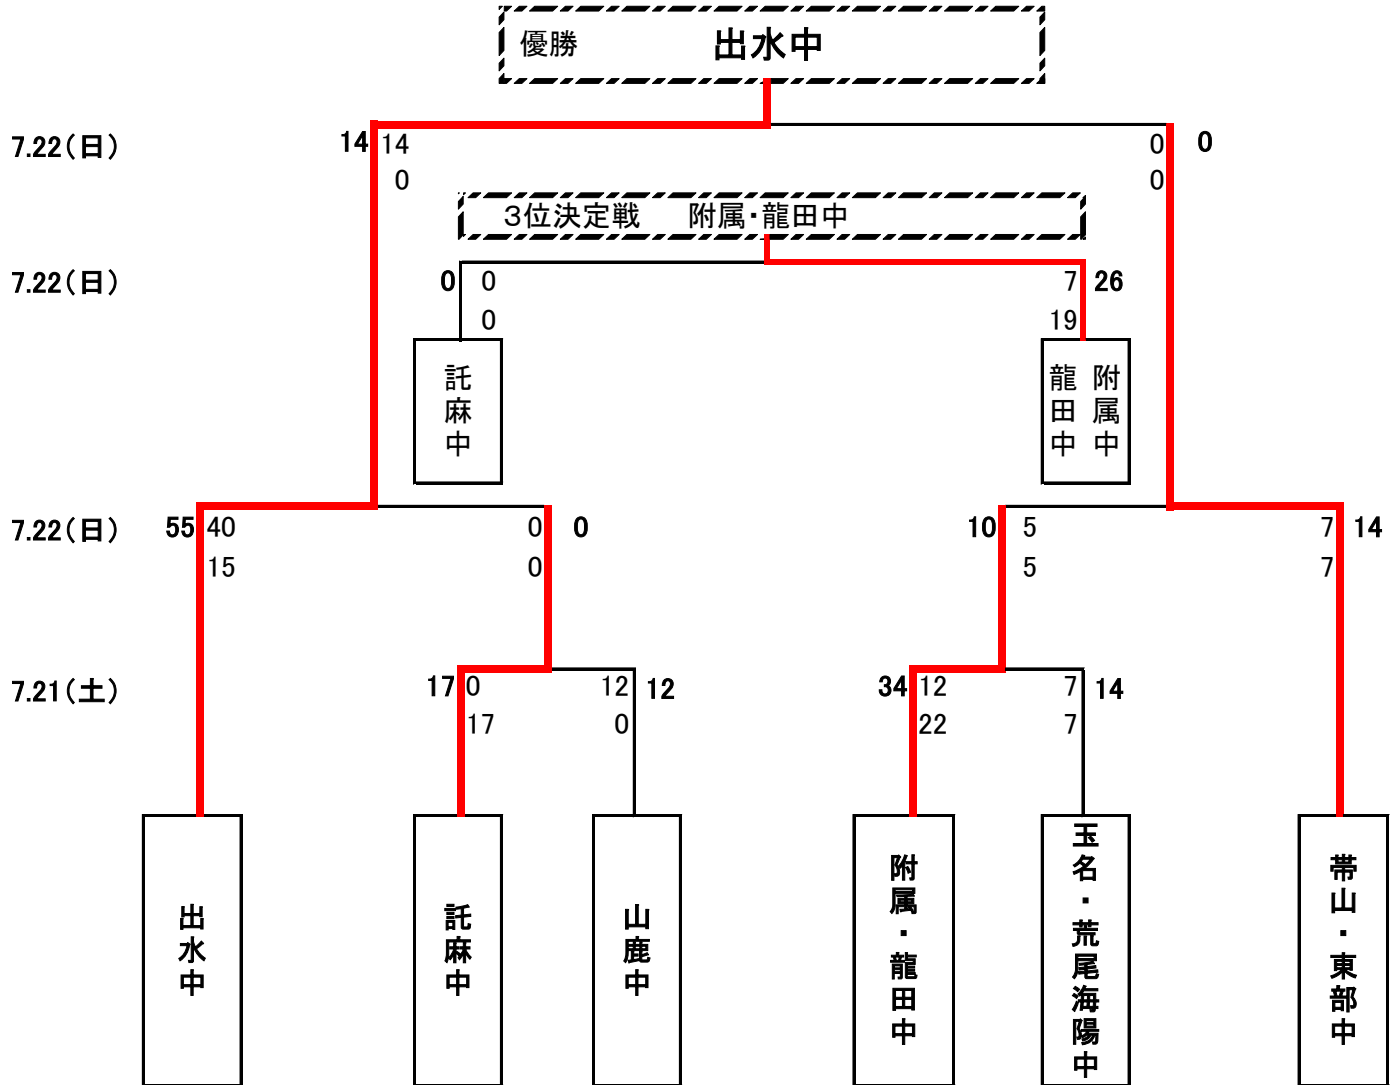 優勝 出水中
7.22(日) 14 14 0 0
0 0
3位決定戦 附属・龍田中
7.22(日) 0 0 7 26
0 19
託麻中
附属中
龍田中
7.22(日) 55 40 0 0 10 5 7 14
15 0 5 7
7.21(土) 17 0 12 12 34 12 7 14
17 0 22 7
出水中
託麻中
山鹿中
附属・龍田中
玉名・荒尾海陽中
帯山・東部中